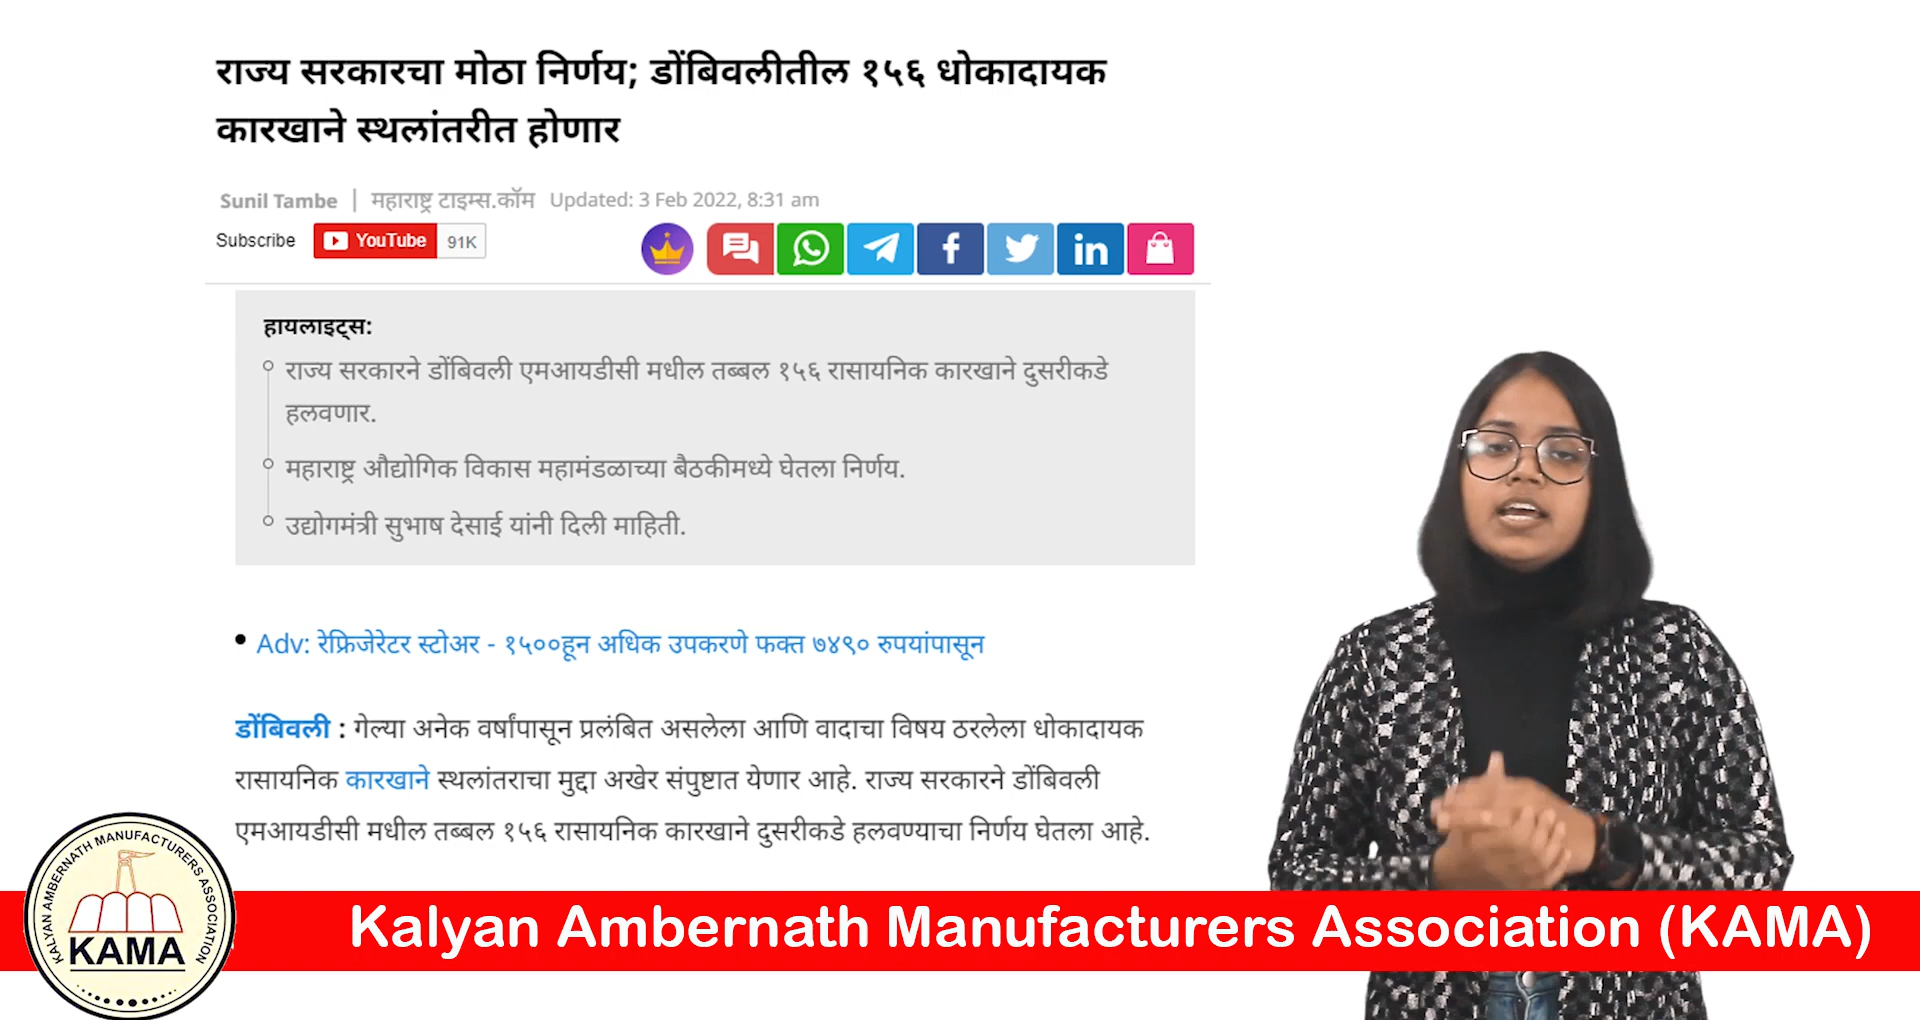 राज्य सरकारचा मोठा निर्णय; डोंबिवलीतील १५६ धोकादायक
कारखाने स्थलांतरीत होणार
Sunil Tambe | महाराष्ट्र टाइम्स.कॉम Updated: 3 Feb 2022, 8:31 am
Subscribe YouTube 91K
हायलाइट्स:
राज्य सरकारने डोंबिवली एमआयडीसी मधील तब्बल १५६ रासायनिक कारखाने दुसरीकडे
हलवणार.
महाराष्ट्र औद्योगिक विकास महामंडळाच्या बैठकीमध्ये घेतला निर्णय.
उद्योगमंत्री सुभाष देसाई यांनी दिली माहिती.
Adv: रेफ्रिजेरेटर स्टोअर - १५००हून अधिक उपकरणे फक्त ७४९० रुपयांपासून
डोंबिवली : गेल्या अनेक वर्षांपासून प्रलंबित असलेला आणि वादाचा विषय ठरलेला धोकादायक
रासायनिक कारखाने स्थलांतराचा मुद्दा अखेर संपुष्टात येणार आहे. राज्य सरकारने डोंबिवली
एमआयडीसी मधील तब्बल १५६ रासायनिक कारखाने दुसरीकडे हलवण्याचा निर्णय घेतला आहे.
KALYAN AMBERNATH MANUFACTURERS ASSOCIATION
KAMA
Kalyan Ambernath Manufacturers Association (KAMA)